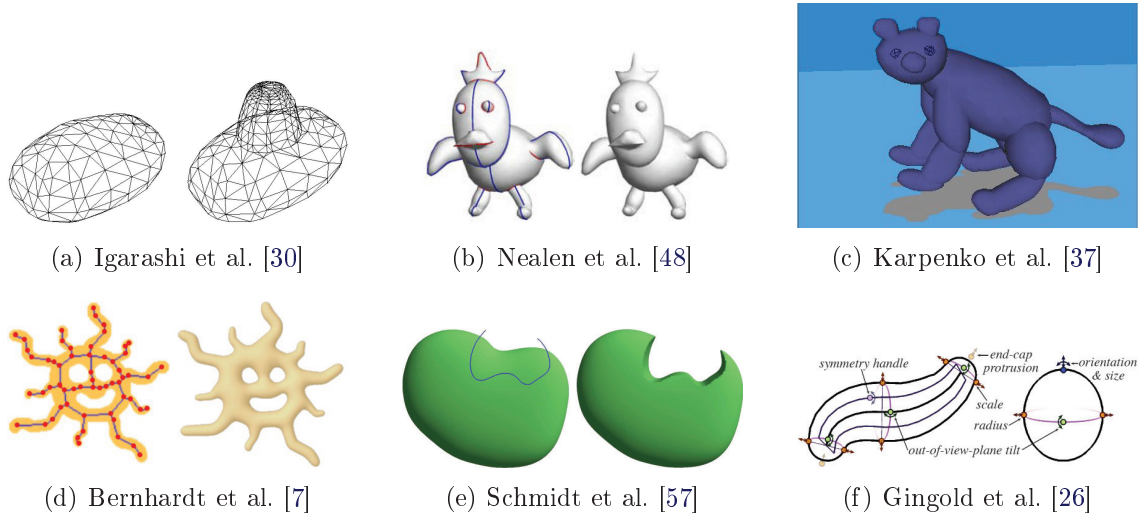 (a) Igarashi et al. [30]
(b) Nealen et al. [48]
(c) Karpenko et al. [37]
symmetry handle
end-cap
protrusion
orientation
& size
scale
radius
out-of-view-plane tilt
(d) Bernhardt et al. [7]
(e) Schmidt et al. [57]
(f) Gingold et al. [26]